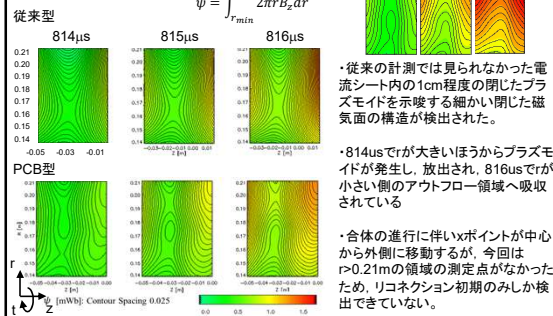 ψ = ∫_{r_min} 2πrB_z dr
従来型
814μs 815μs 816μs
0.21
0.20
0.19
0.18
0.17
0.16
0.15
0.14
-0.05 -0.03 -0.01
PCB型
r
t z
ψ [mWb]: Contour Spacing 0.025
0.0 0.5 1.0 1.5
・従来の計測では見られなかった電
流シート内の1cm程度の閉じたプラ
ズモイドを示唆する細かい閉じた磁
気面の構造が検出された。
・814usでrが大きいほうからプラズモ
イドが発生し,放出され,816usでrが
小さい側のアウトフロー領域へ吸収
されている
・合体の進行に伴いxポイントが中心
から外側に移動するが,今回は
r>0.21mの領域の測定点がなかった
ため,リコネクション初期のみしか検
出できていない。